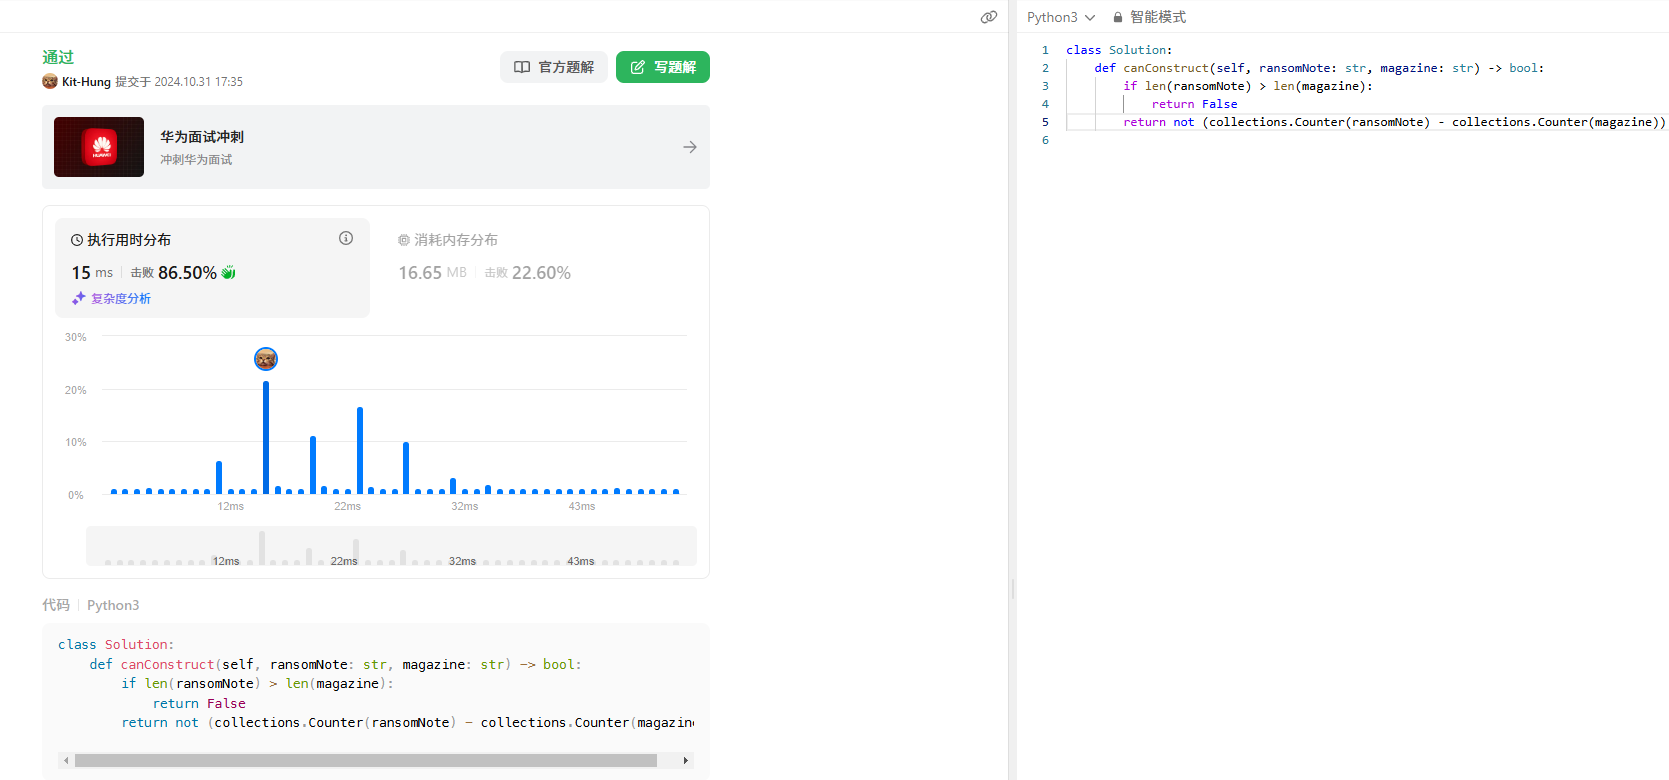 通过
Kit-Hung 提交于 2024.10.31 17:35
官方题解
写题解
HUAWEI
华为面试冲刺
冲刺华为面试
执行用时分布
15 ms 击败 86.50%
复杂度分析
消耗内存分布
16.65 MB 击败 22.60%
30%
20%
10%
0%
12ms 22ms 32ms 43ms
12ms 22ms 32ms 43ms
代码 Python3
class Solution:
    def canConstruct(self, ransomNote: str, magazine: str) -> bool:
        if len(ransomNote) > len(magazine):
            return False
        return not (collections.Counter(ransomNote) - collections.Counter(magazin
Python3 智能模式
1 class Solution:
2     def canConstruct(self, ransomNote: str, magazine: str) -> bool:
3         if len(ransomNote) > len(magazine):
4             return False
5         return not (collections.Counter(ransomNote) - collections.Counter(magazine))
6